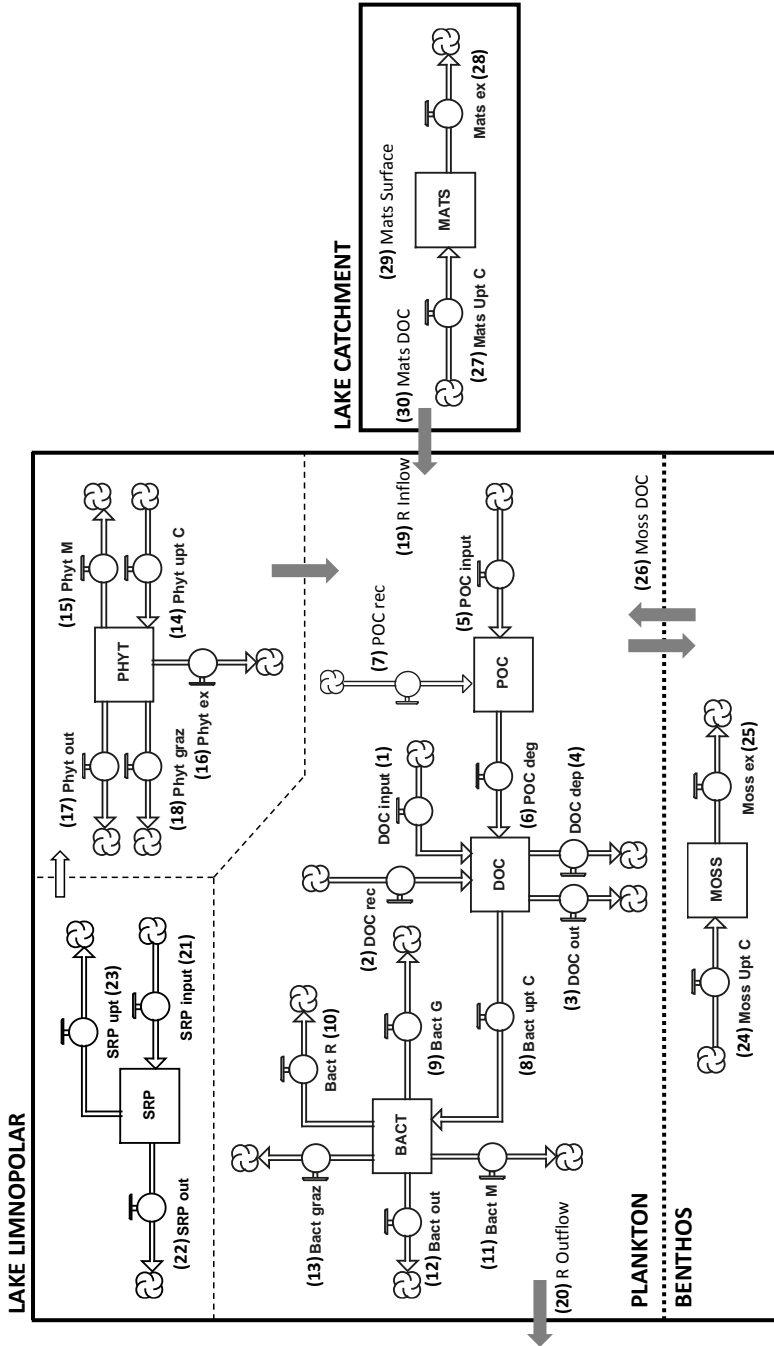 LAKE LIMNOPOLAR
(22) SRP out
SRP
SRP upt (23)
SRP input (21)
(17) Phyt out
(18) Phyt graz
(16) Phyt ex
PHYT
(15) Phyt M
(14) Phyt upt C
(13) Bact graz
(12) Bact out
(11) Bact M
BACT
Bact R (10)
(9) Bact G
(8) Bact upt C
(2) DOC rec
DOC input (1)
DOC
(3) DOC out
DOC dep (4)
(6) POC deg
(7) POC rec
POC
(5) POC input
(19) R Inflow
(20) R Outflow
PLANKTON
BENTHOS
(24) Moss Upt C
MOSS
Moss ex (25)
(26) Moss DOC
LAKE CATCHMENT
(30) Mats DOC
(29) Mats Surface
(27) Mats Upt C
MATS
Mats ex (28)